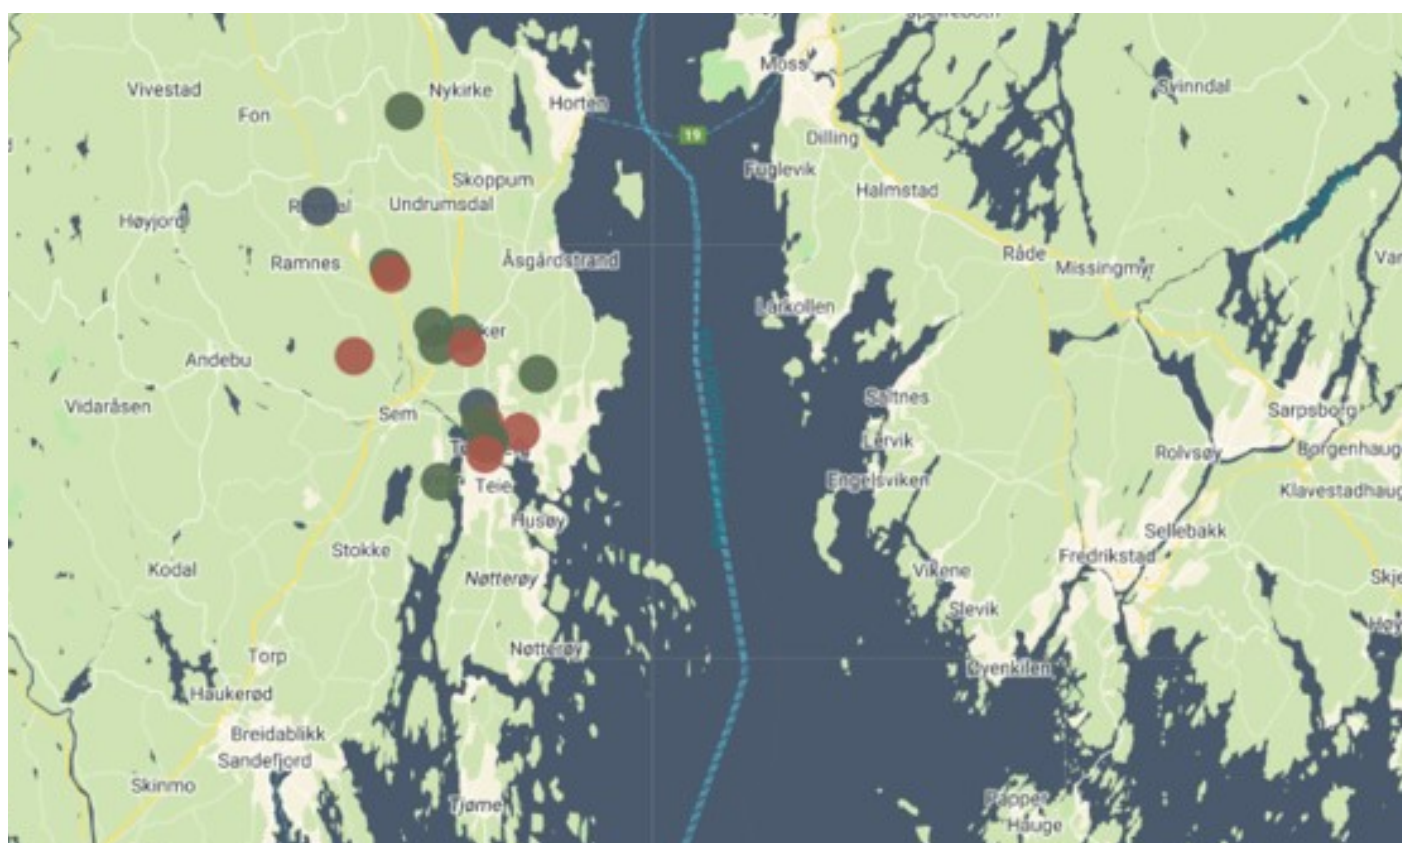 Moss
Vivestad
Nykirke
Svinndal
Horten
Fon
19
Dilling
Fuglevik
Skoppum
Halmstad
Undrumsdal
Høyjord
Råde
Ramnes
Åsgårdstrand
Missingmyr
Larkollen
Andebu
Saltnes
Vidaråsen
Sem
Sarpsborg
Lervik
Rolvsøy
Borgenhaug
Engelsviken
Teie
Klavestadhaug
Husøy
Sellebakk
Stokke
Fredrikstad
Kodal
Vikene
Nøtterøy
Slevik
Nøtterøy
Torp
Øyenkilen
Haukerød
Breidablikk
Sandefjord
Skinmo
Tjøme
Papper
Hauge